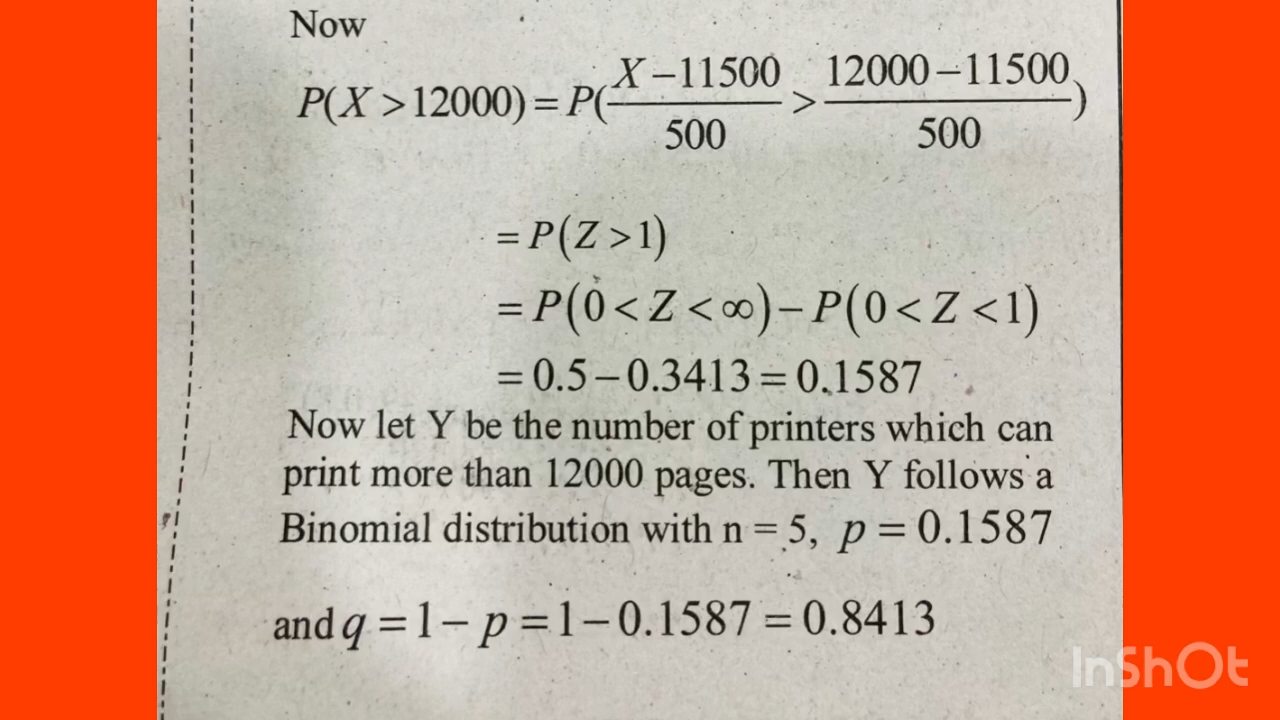 Now
P(X > 12000) = P(\frac{X - 11500}{500} > \frac{12000 - 11500}{500})
= P(Z > 1)
= P(0 < Z < ∞) - P(0 < Z < 1)
= 0.5 - 0.3413 = 0.1587
Now let Y be the number of printers which can
print more than 12000 pages. Then Y follows a
Binomial distribution with n = 5, p = 0.1587
and q = 1 - p = 1 - 0.1587 = 0.8413
InShOt